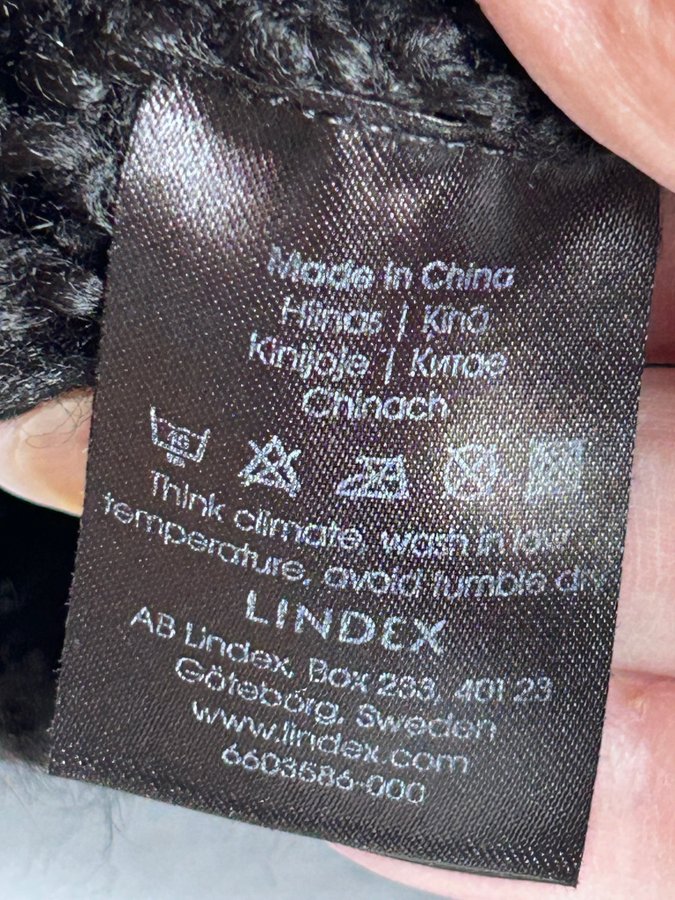 Made in China
Hiinas | Ķīnā
Kinijoje | Китае
Chinach
Think climate, wash in low
temperature, avoid tumble dry
LINDEX
AB Lindex, Box 233, 401 23
Göteborg, Sweden
www.lindex.com
6603586-000